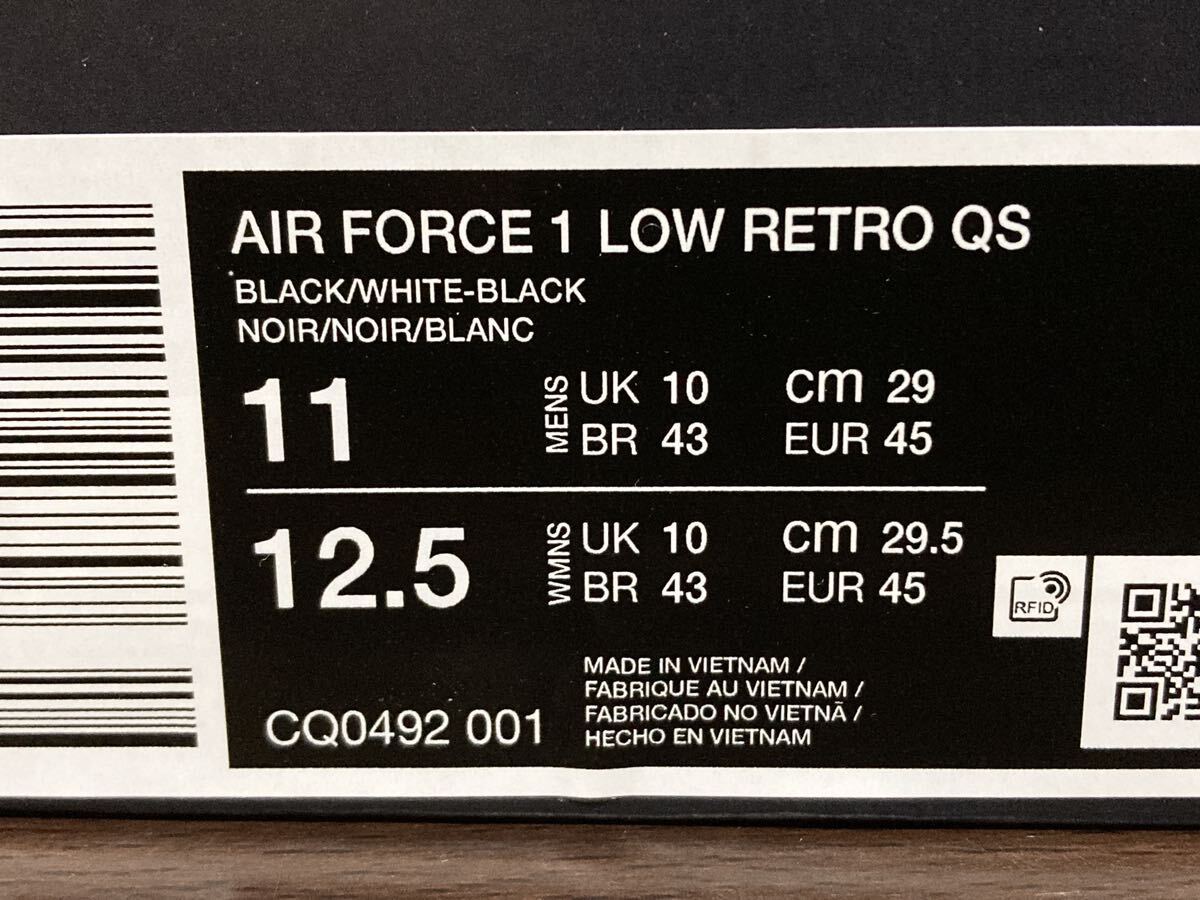 AIR FORCE 1 LOW RETRO QS
BLACK/WHITE-BLACK
NOIR/NOIR/BLANC
11
MENS
UK 10 cm 29
BR 43 EUR 45
12.5
WMNS
UK 10 cm 29.5
BR 43 EUR 45
RFID
MADE IN VIETNAM /
FABRIQUE AU VIETNAM /
FABRICADO NO VIETNÃ /
HECHO EN VIETNAM
CQ0492 001